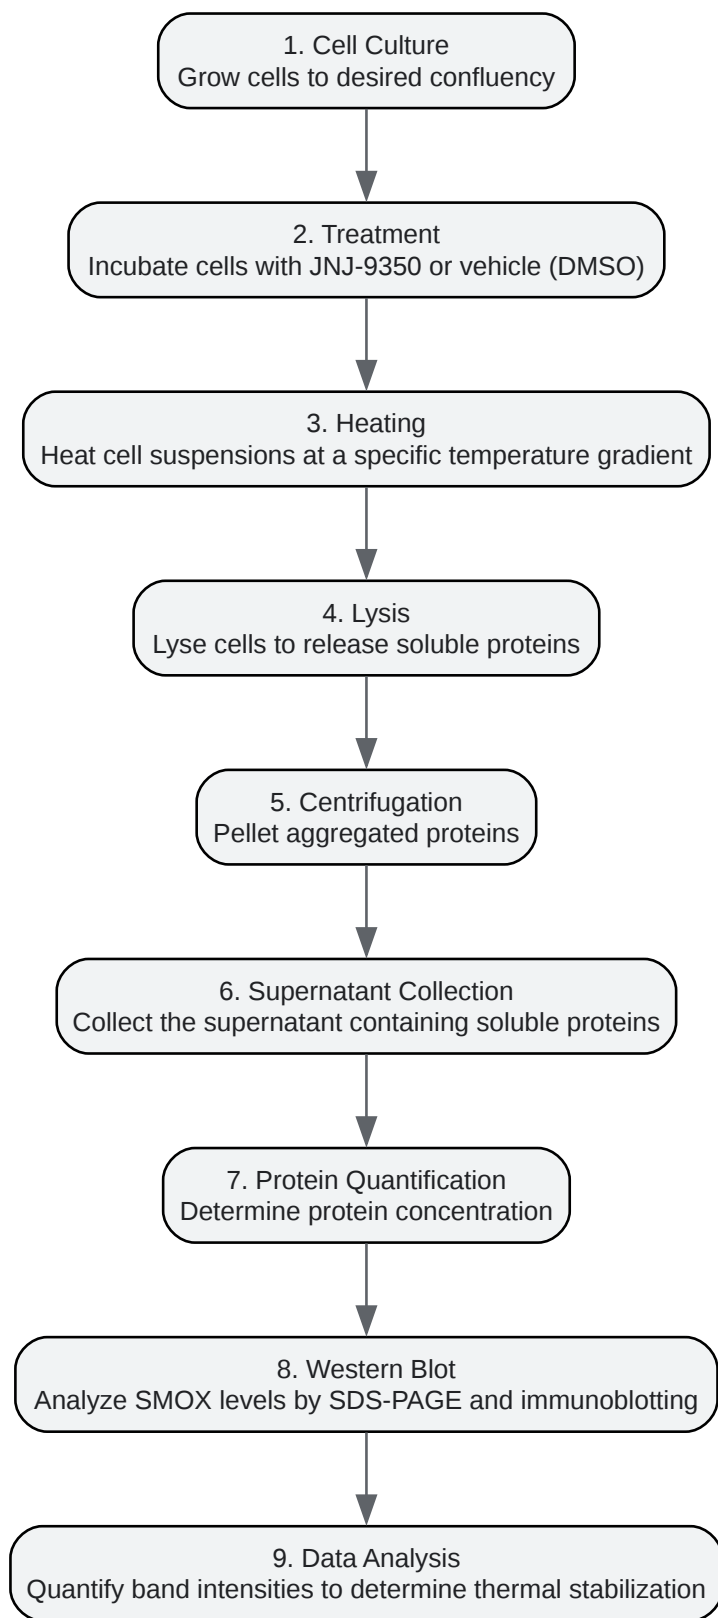 1. Cell Culture
Grow cells to desired confluency
2. Treatment
Incubate cells with JNJ-9350 or vehicle (DMSO)
3. Heating
Heat cell suspensions at a specific temperature gradient
4. Lysis
Lyse cells to release soluble proteins
5. Centrifugation
Pellet aggregated proteins
6. Supernatant Collection
Collect the supernatant containing soluble proteins
7. Protein Quantification
Determine protein concentration
8. Western Blot
Analyze SMOX levels by SDS-PAGE and immunoblotting
9. Data Analysis
Quantify band intensities to determine thermal stabilization